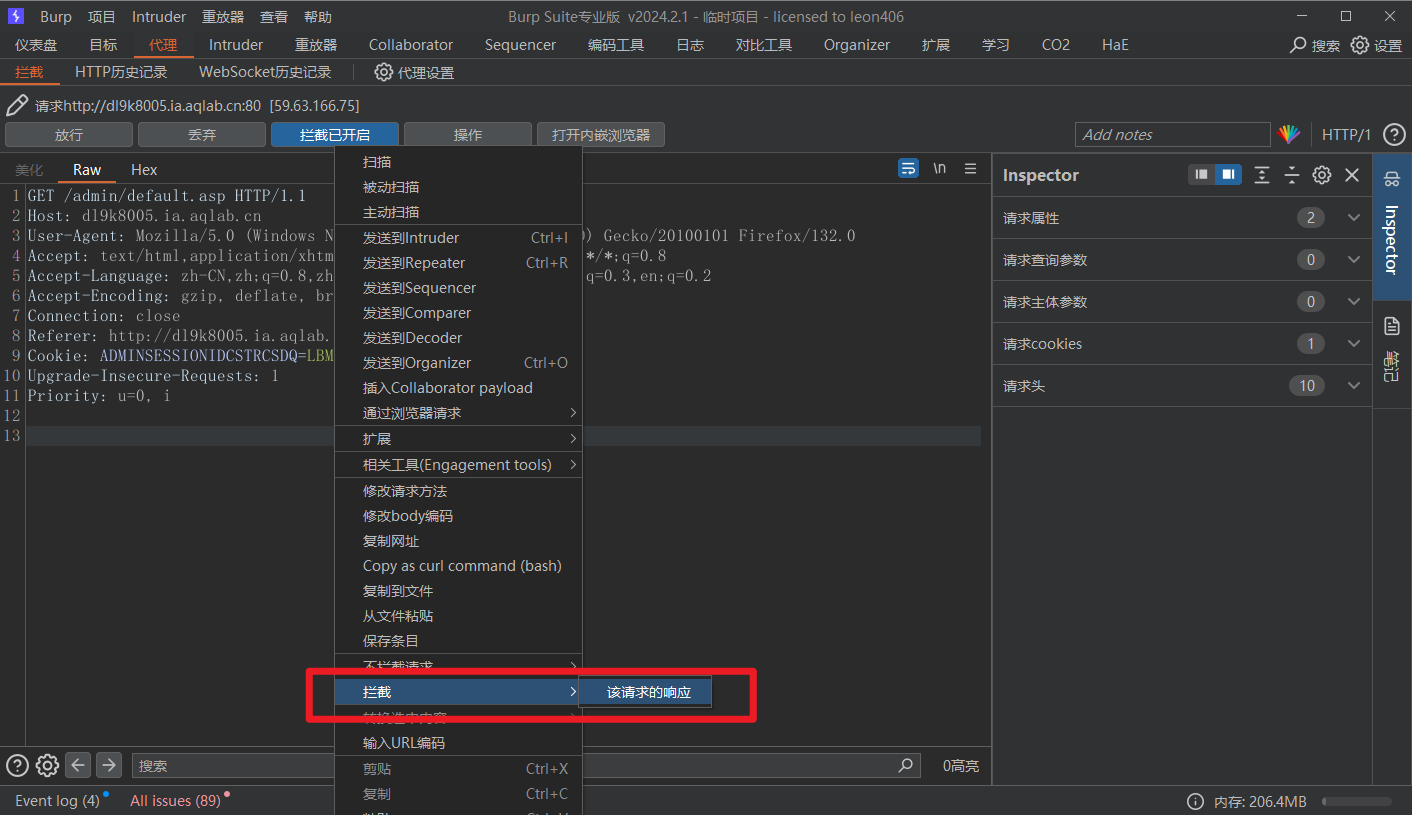 Burp 项目 Intruder 重放器 查看 帮助 Burp Suite专业版 v2024.2.1 - 临时项目 - licensed to leon406
仪表盘 目标 代理 Intruder 重放器 Collaborator Sequencer 编码工具 日志 对比工具 Organizer 扩展 学习 CO2 HaE 搜索 设置
拦截 HTTP历史记录 WebSocket历史记录 代理设置
请求http://dl9k8005.ia.aqlab.cn:80 [59.63.166.75]
放行 丢弃 拦截已开启 操作 打开内嵌浏览器 Add notes HTTP/1
美化 Raw Hex \n
1 GET /admin/default.asp HTTP/1.1
2 Host: dl9k8005.ia.aqlab.cn
3 User-Agent: Mozilla/5.0 (Windows N ) Gecko/20100101 Firefox/132.0
4 Accept: text/html,application/xhtm */*;q=0.8
5 Accept-Language: zh-CN,zh;q=0.8,zh q=0.3,en;q=0.2
6 Accept-Encoding: gzip, deflate, br
7 Connection: close
8 Referer: http://dl9k8005.ia.aqlab.
9 Cookie: ADMINSESSIONIDCSTRCSDQ=LBM
10 Upgrade-Insecure-Requests: 1
11 Priority: u=0, i
12
13
扫描
被动扫描
主动扫描
发送到Intruder Ctrl+I
发送到Repeater Ctrl+R
发送到Sequencer
发送到Comparer
发送到Decoder
发送到Organizer Ctrl+O
插入Collaborator payload
通过浏览器请求
扩展
相关工具(Engagement tools)
修改请求方法
修改body编码
复制网址
Copy as curl command (bash)
复制到文件
从文件粘贴
保存条目
不拦截请求
拦截 该请求的响应
转换选中内容
输入URL编码
剪贴 Ctrl+X
复制 Ctrl+C
Inspector
请求属性 2
请求查询参数 0
请求主体参数 0
请求cookies 1
请求头 10
Inspector
笔记
搜索 0高亮
Event log (4) All issues (89) 内存: 206.4MB